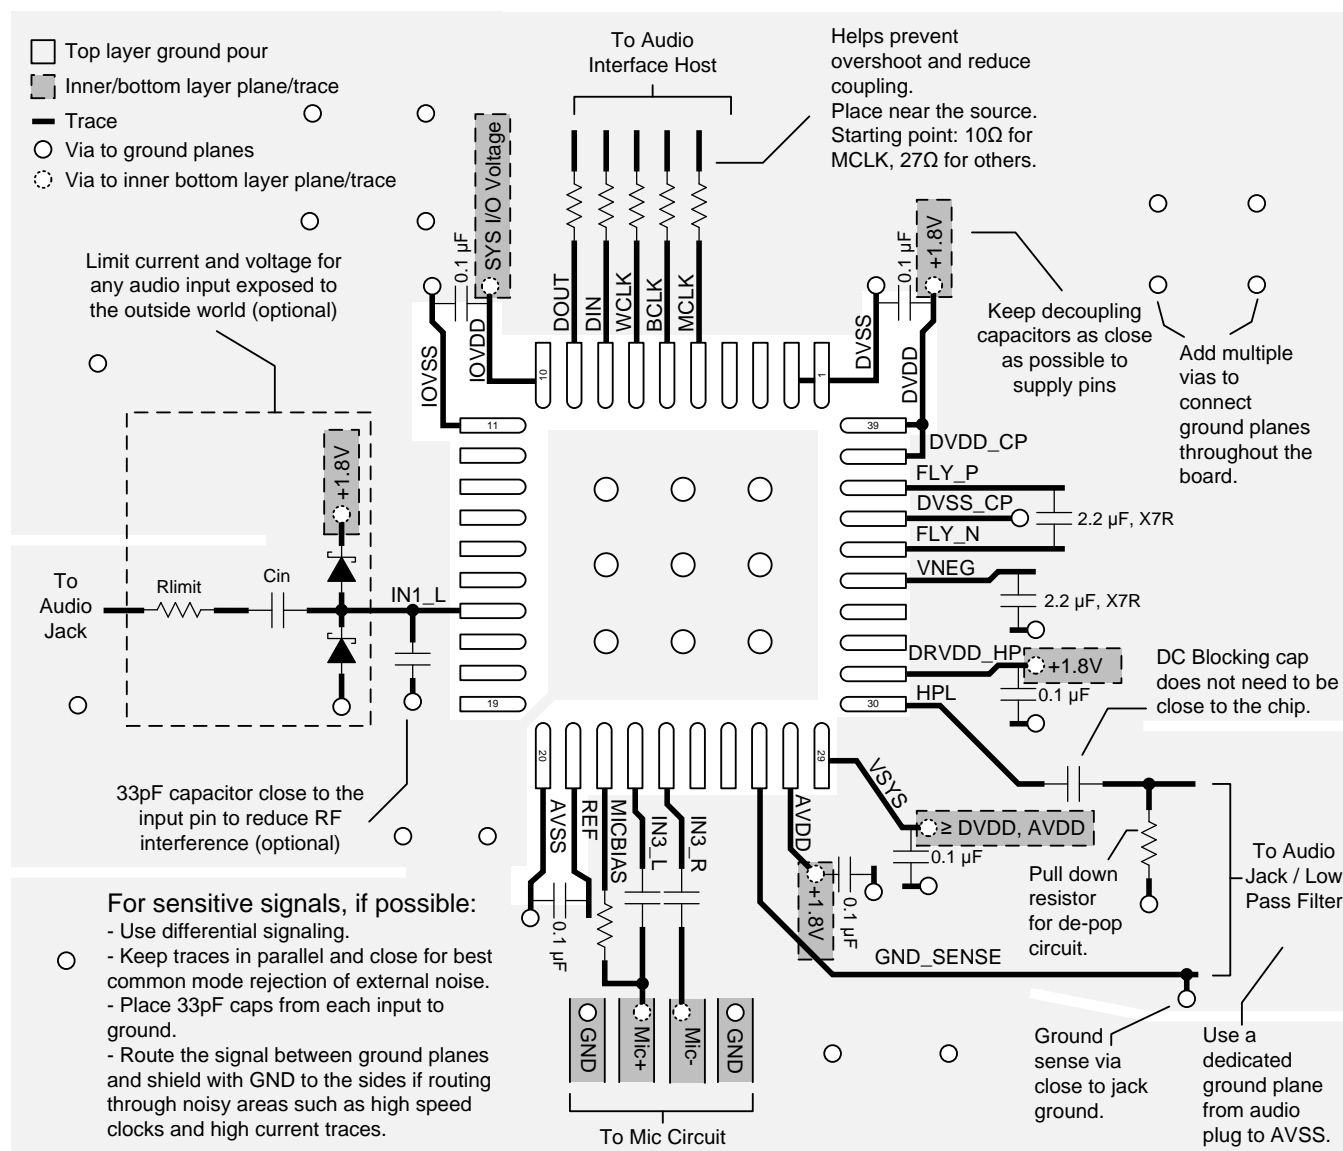 Top layer ground pour
Inner/bottom layer plane/trace
Trace
Via to ground planes
Via to inner bottom layer plane/trace
To Audio
Interface Host
Helps prevent
overshoot and reduce
coupling.
Place near the source.
Starting point: 10Ω for
MCLK, 27Ω for others.
Limit current and voltage for
any audio input exposed to
the outside world (optional)
SYS I/O Voltage
0.1 µF
IOVSS
IOVDD
DOUT
DIN
WCLK
BCLK
MCLK
DVSS
0.1 µF
+1.8V
DVDD
Keep decoupling
capacitors as close
as possible to
supply pins
Add multiple
vias to
connect
ground planes
throughout the
board.
10
1
11
39
DVDD_CP
FLY_P
DVSS_CP
2.2 µF, X7R
FLY_N
VNEG
2.2 µF, X7R
DRVDD_HP
+1.8V
0.1 µF
HPL
30
DC Blocking cap
does not need to be
close to the chip.
+1.8V
To
Audio
Jack
Rlimit
Cin
IN1_L
19
33pF capacitor close to the
input pin to reduce RF
interference (optional)
20
29
AVSS
REF
MICBIAS
IN3_L
IN3_R
AVDD
VSYS
≥ DVDD, AVDD
0.1 µF
0.1 µF
+1.8V
0.1 µF
Pull down
resistor
for de-pop
circuit.
To Audio
Jack / Low
Pass Filter
GND_SENSE
For sensitive signals, if possible:
- Use differential signaling.
- Keep traces in parallel and close for best
common mode rejection of external noise.
- Place 33pF caps from each input to
ground.
- Route the signal between ground planes
and shield with GND to the sides if routing
through noisy areas such as high speed
clocks and high current traces.
GND
Mic+
Mic-
GND
To Mic Circuit
Ground
sense via
close to jack
ground.
Use a
dedicated
ground plane
from audio
plug to AVSS.